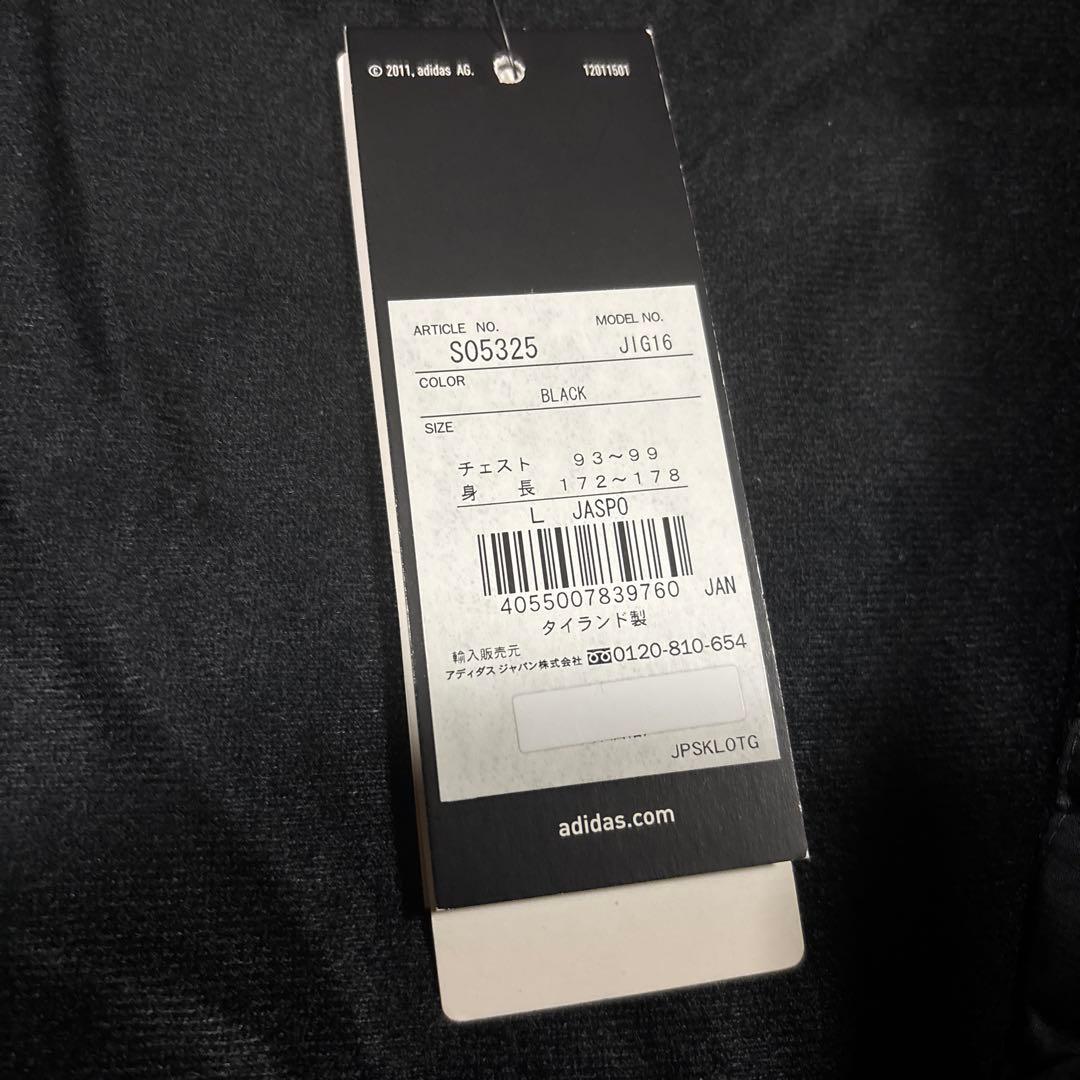 © 2011, adidas AG. 12011501
ARTICLE NO. MODEL NO.
S05325 JIG16
COLOR
BLACK
SIZE
チェスト 93～99
身長 172～178
L JASPO
4055007839760 JAN
タイランド製
輸入販売元
アディダス ジャパン株式会社 0120-810-654
JPSKLOTG
adidas.com